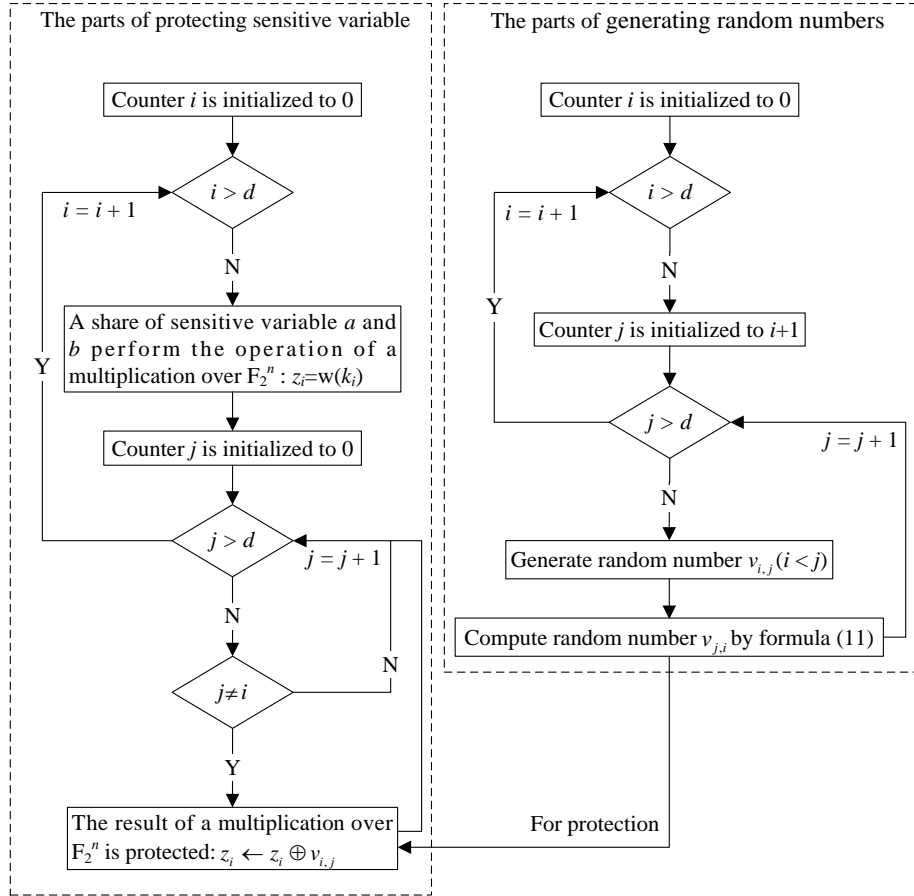 The parts of protecting sensitive variable
Counter i is initialized to 0
i > d
i = i + 1
N
A share of sensitive variable a and
b perform the operation of a
multiplication over F₂ⁿ : zᵢ=w(kᵢ)
Y
Counter j is initialized to 0
j > d
j = j + 1
N
N
j≠i
Y
The result of a multiplication over
F₂ⁿ is protected: zᵢ ← zᵢ ⊕ vᵢ,ⱼ
The parts of generating random numbers
Counter i is initialized to 0
i > d
i = i + 1
N
Y
Counter j is initialized to i+1
j > d
j = j + 1
N
Generate random number vᵢ,ⱼ (i < j)
Compute random number vⱼ,ᵢ by formula (11)
For protection